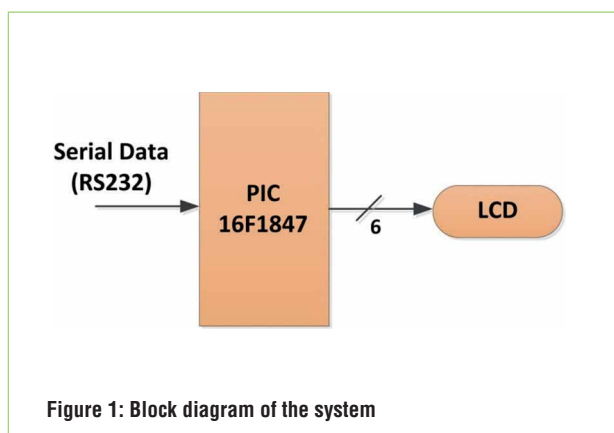 Serial Data
(RS232)
PIC
16F1847
6
LCD
Figure 1: Block diagram of the system